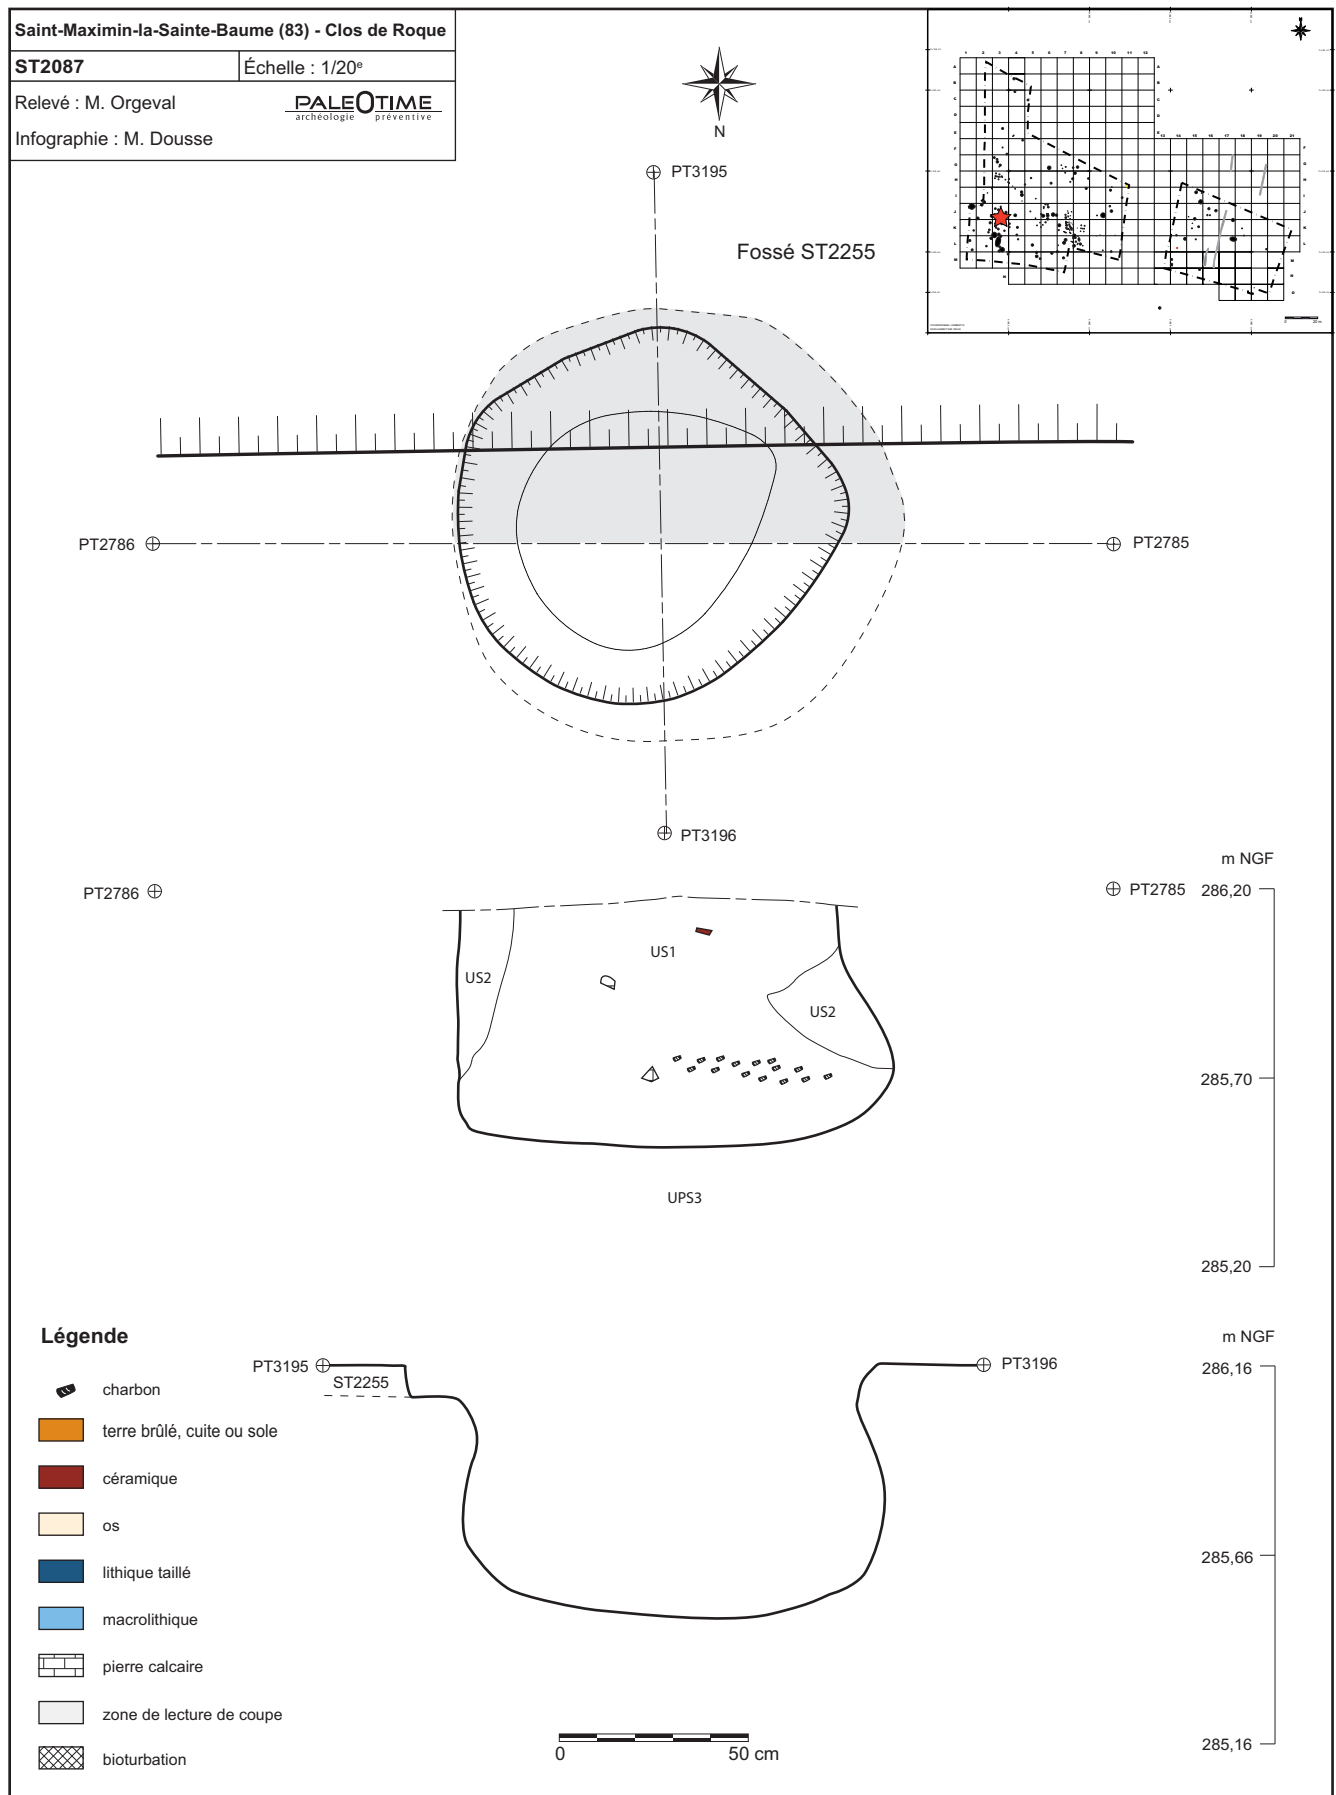 Saint-Maximin-la-Sainte-Baume (83) - Clos de Roque
ST2087
Échelle : 1/20e
Relevé : M. Orgeval
PALEOTIME
archéologie préventive
Infographie : M. Dousse
N
PT3195
Fossé ST2255
PT2786
PT2785
PT3196
m NGF
PT2786
PT2785
286,20
US1
US2
US2
285,70
UPS3
285,20
Légende
m NGF
PT3195
PT3196
286,16
ST2255
charbon
terre brûlé, cuite ou sole
céramique
os
285,66
lithique taillé
macrolithique
pierre calcaire
zone de lecture de coupe
0 50 cm
285,16
bioturbation